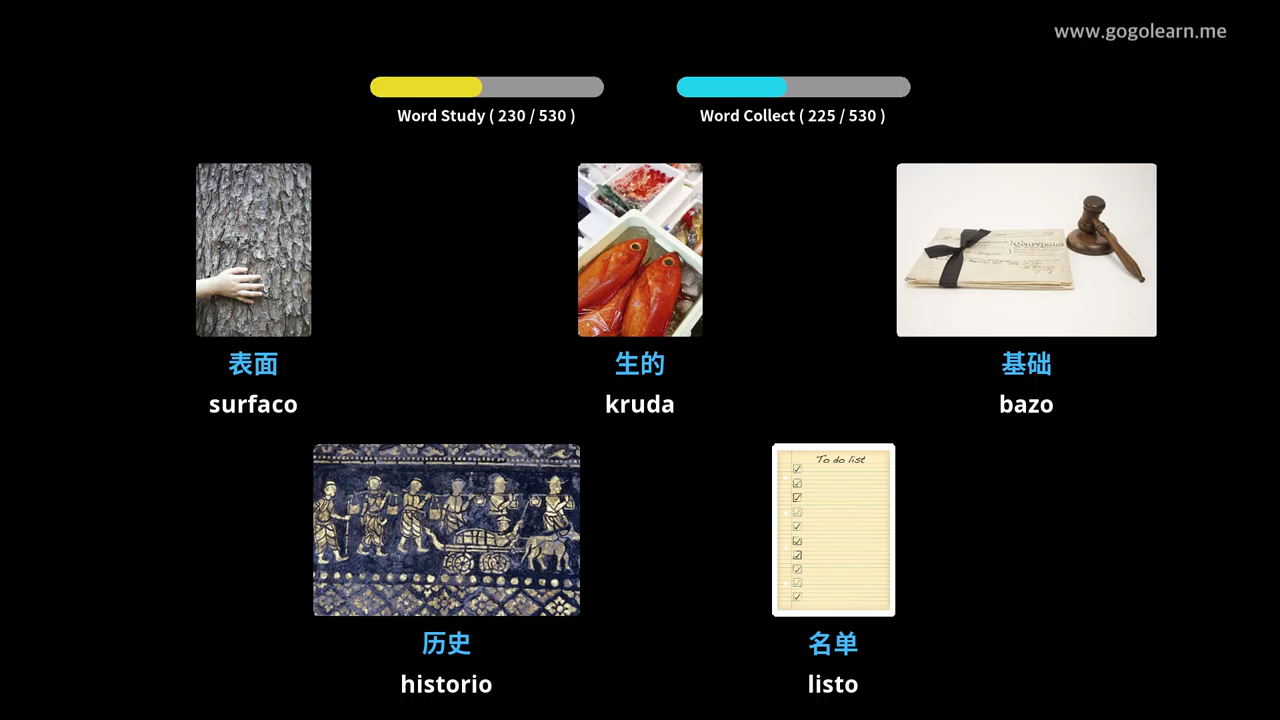 www.gogolearn.me
Word Study ( 230 / 530 )
Word Collect ( 225 / 530 )
表面
surfaco
生的
kruda
基础
bazo
历史
historio
To do list
名单
listo